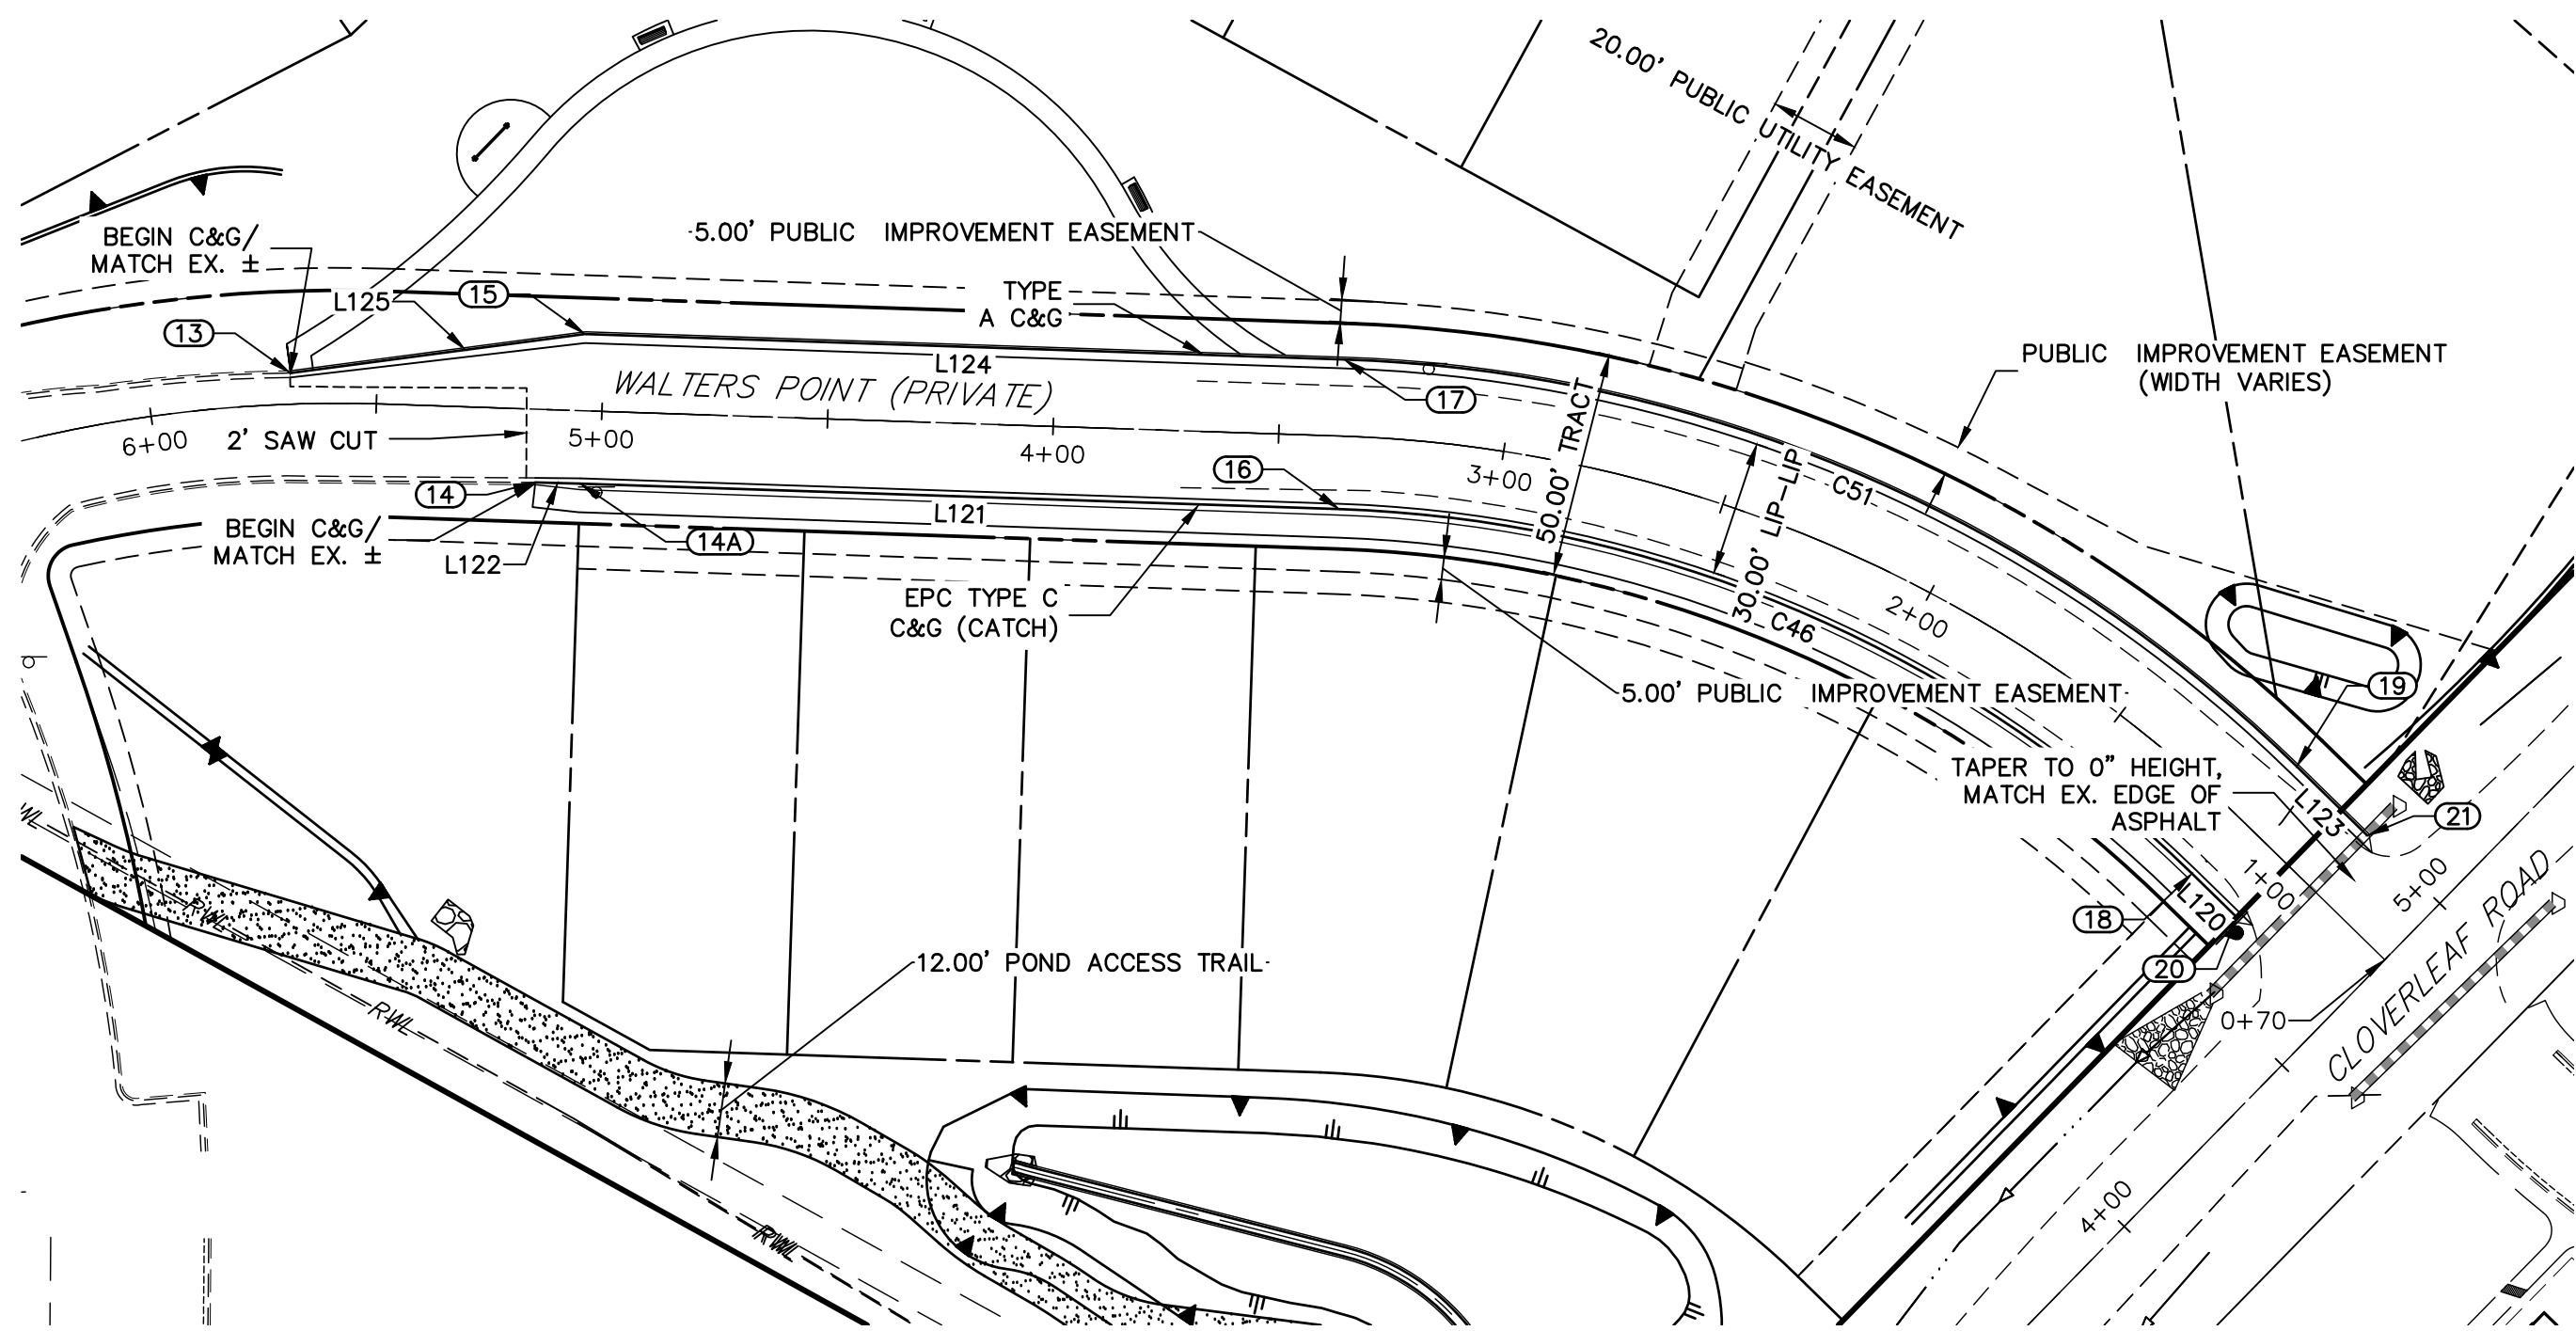 20.00' PUBLIC UTILITY EASEMENT
BEGIN C&G/
MATCH EX. ±
5.00' PUBLIC IMPROVEMENT EASEMENT
L125
15
TYPE
A C&G
13
L124
WALTERS POINT (PRIVATE)
17
PUBLIC IMPROVEMENT EASEMENT
(WIDTH VARIES)
6+00
2' SAW CUT
5+00
4+00
3+00
16
50.00' TRACT
30.00' LIP-LIP
C51
14
L121
14A
BEGIN C&G/
MATCH EX. ±
L122
EPC TYPE C
C&G (CATCH)
C46
2+00
5.00' PUBLIC IMPROVEMENT EASEMENT
19
TAPER TO 0" HEIGHT,
MATCH EX. EDGE OF
ASPHALT
L123
21
1+00
5+00
L120
18
20
0+70
CLOVERLEAF ROAD
4+00
12.00' POND ACCESS TRAIL
RWL
RWL
RWL